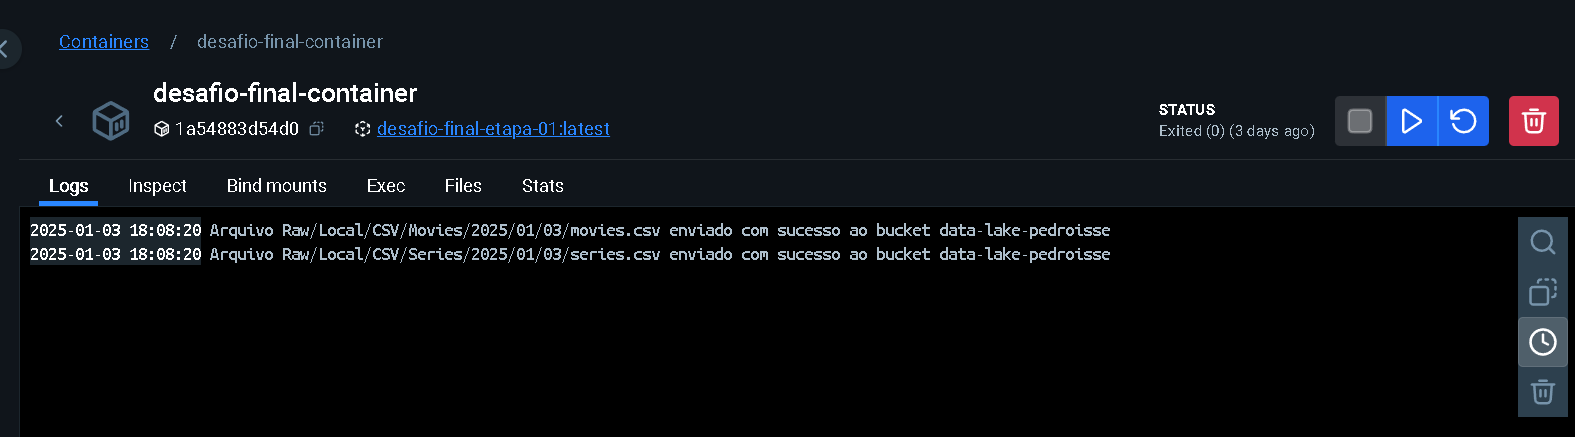 Containers / desafio-final-container
desafio-final-container
1a54883d54d0 desafio-final-etapa-01:latest
STATUS
Exited (0) (3 days ago)
Logs Inspect Bind mounts Exec Files Stats
2025-01-03 18:08:20 Arquivo Raw/Local/CSV/Movies/2025/01/03/movies.csv enviado com sucesso ao bucket data-lake-pedroisse
2025-01-03 18:08:20 Arquivo Raw/Local/CSV/Series/2025/01/03/series.csv enviado com sucesso ao bucket data-lake-pedroisse